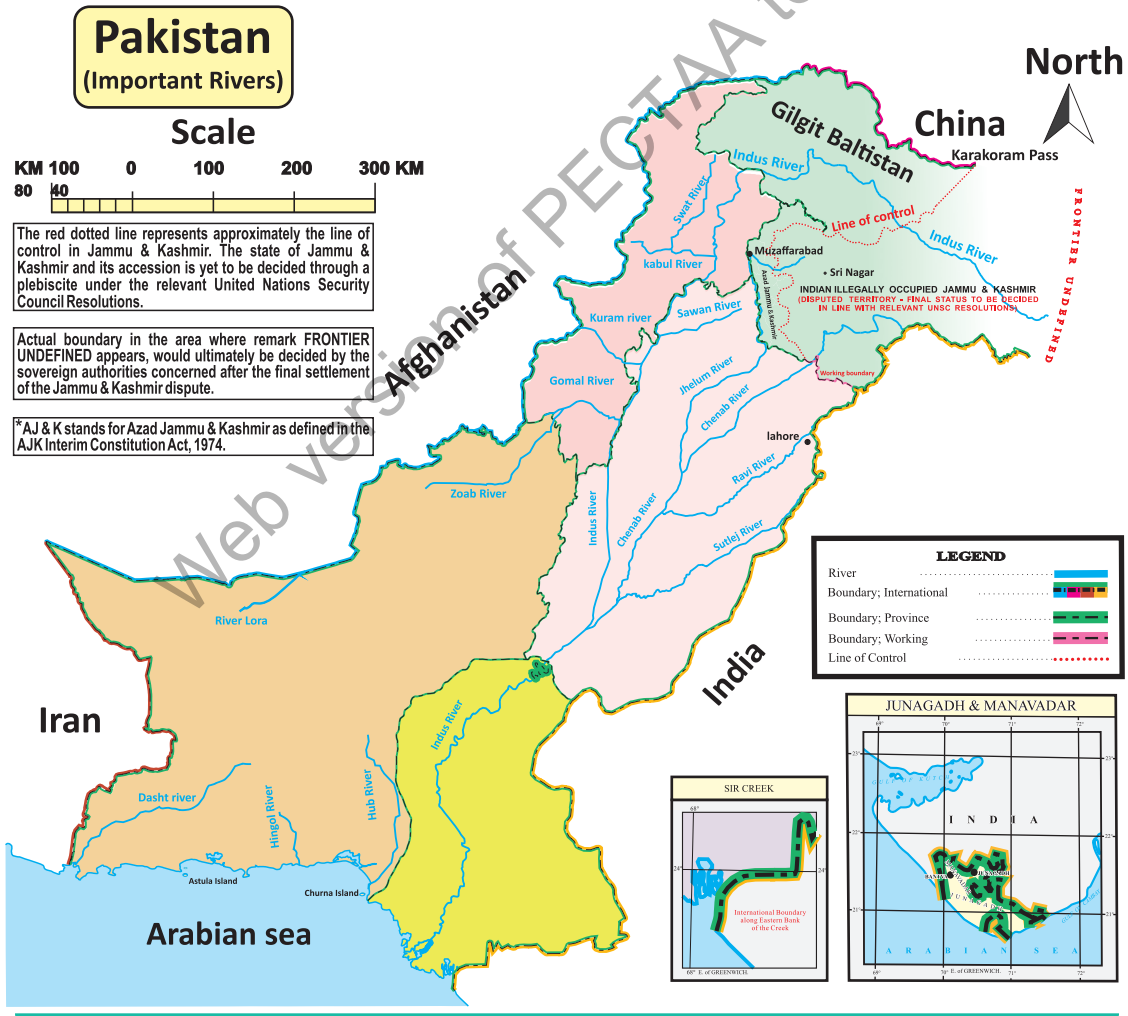 Pakistan
(Important Rivers)
Scale
KM 100 0 100 200 300 KM
80 40
The red dotted line represents approximately the line of
control in Jammu & Kashmir. The state of Jammu &
Kashmir and its accession is yet to be decided through a
plebiscite under the relevant United Nations Security
Council Resolutions.
Actual boundary in the area where remark FRONTIER
UNDEFINED appears, would ultimately be decided by the
sovereign authorities concerned after the final settlement
of the Jammu & Kashmir dispute.
*AJ & K stands for Azad Jammu & Kashmir as defined in the
AJK Interim Constitution Act, 1974.
Web version of PECTAA to
North
China
Karakoram Pass
Gilgit Baltistan
Indus River
Swat River
Line of control
Indus River
FRONTIER UNDEFINED
Muzaffarabad
kabul River
Sri Nagar
Azad Jammu & Kashmir
INDIAN ILLEGALLY OCCUPIED JAMMU & KASHMIR
(DISPUTED TERRITORY - FINAL STATUS TO BE DECIDED
IN LINE WITH RELEVANT UNSC RESOLUTIONS)
Afghanistan
Kuram river
Sawan River
Gomal River
Jhelum River
Working boundary
Chenab River
lahore
Ravi River
Zoab River
Indus River
Chenab River
Sutlej River
River Lora
India
Iran
Indus River
Dasht river
Hingol River
Hub River
Astula Island
Churna Island
Arabian sea
LEGEND
River
Boundary; International
Boundary; Province
Boundary; Working
Line of Control
SIR CREEK
68°
24°
24°
International Boundary
along Eastern Bank
of the Creek
68° E. of GREENWICH.
JUNAGADH & MANAVADAR
69° 70° 71° 72°
23° 23°
GULF OF KUTCH
INDIA
22° 22°
JUNAGADH
21° 21°
ARABIAN SEA
69° 70° E. of GREENWICH. 71° 72°